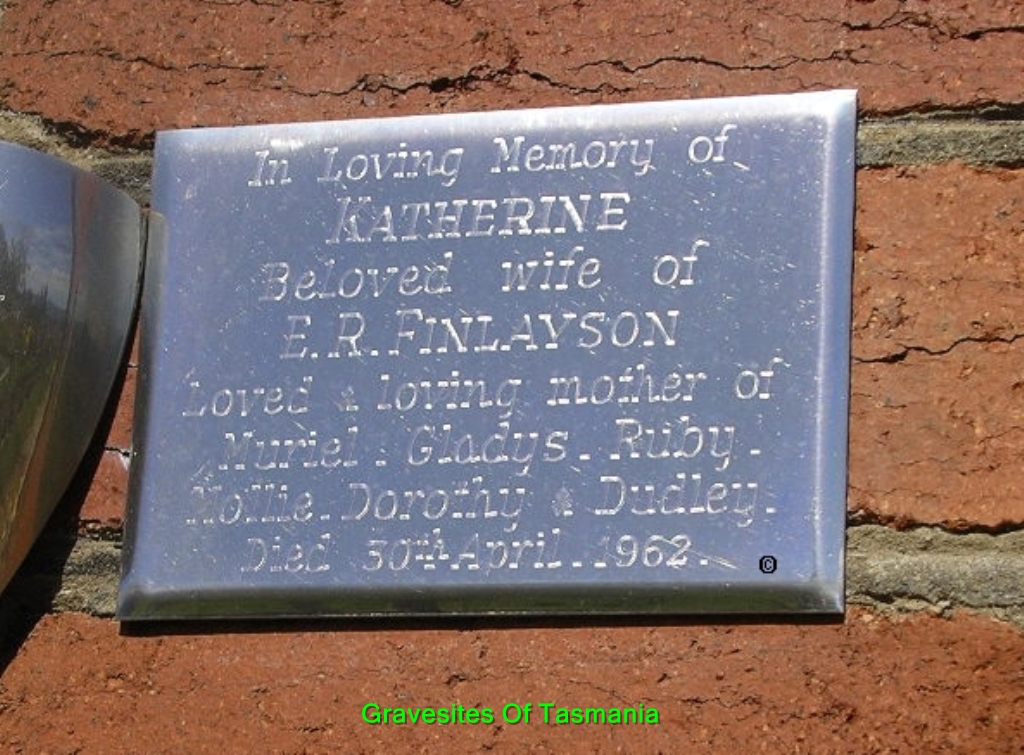 In Loving Memory of
KATHERINE
Beloved wife of
E.R.FINLAYSON
Loved & loving mother of
Muriel. Gladys. Ruby.
Mollie. Dorothy & Dudley.
Died 30th April. 1962.
©
Gravesites Of Tasmania